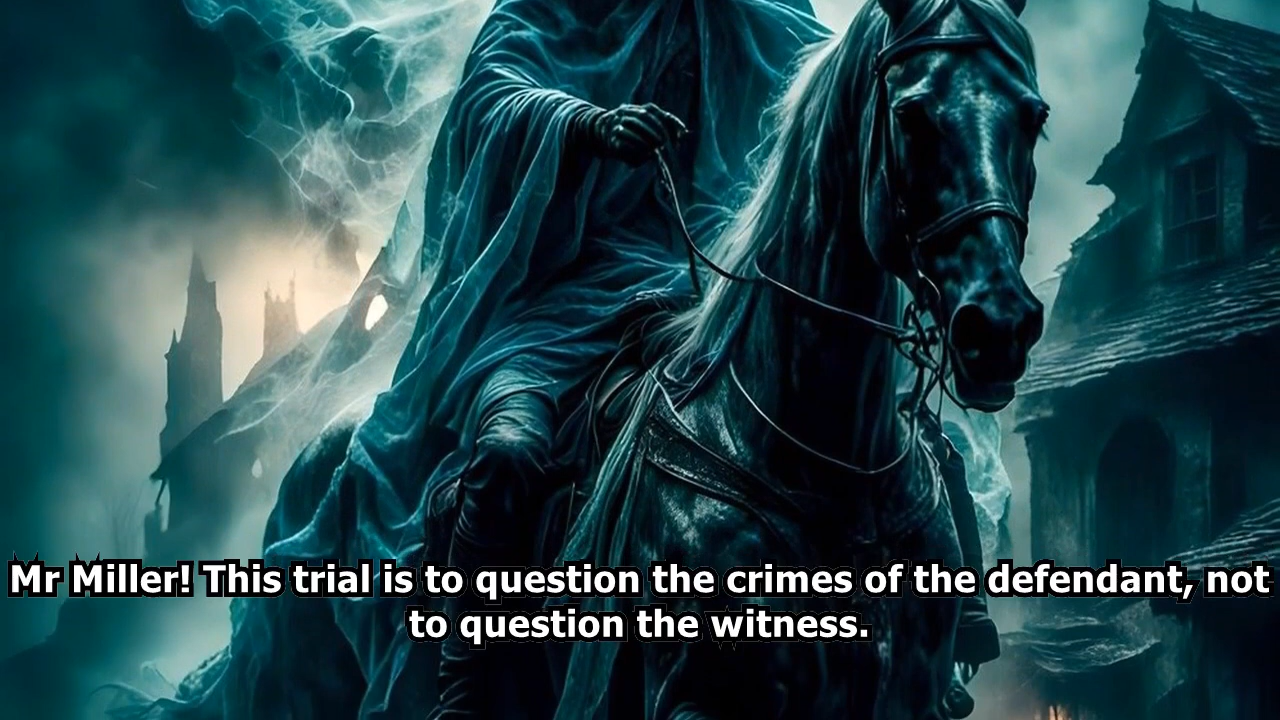 Mr Miller! This trial is to question the crimes of the defendant, not
to question the witness.